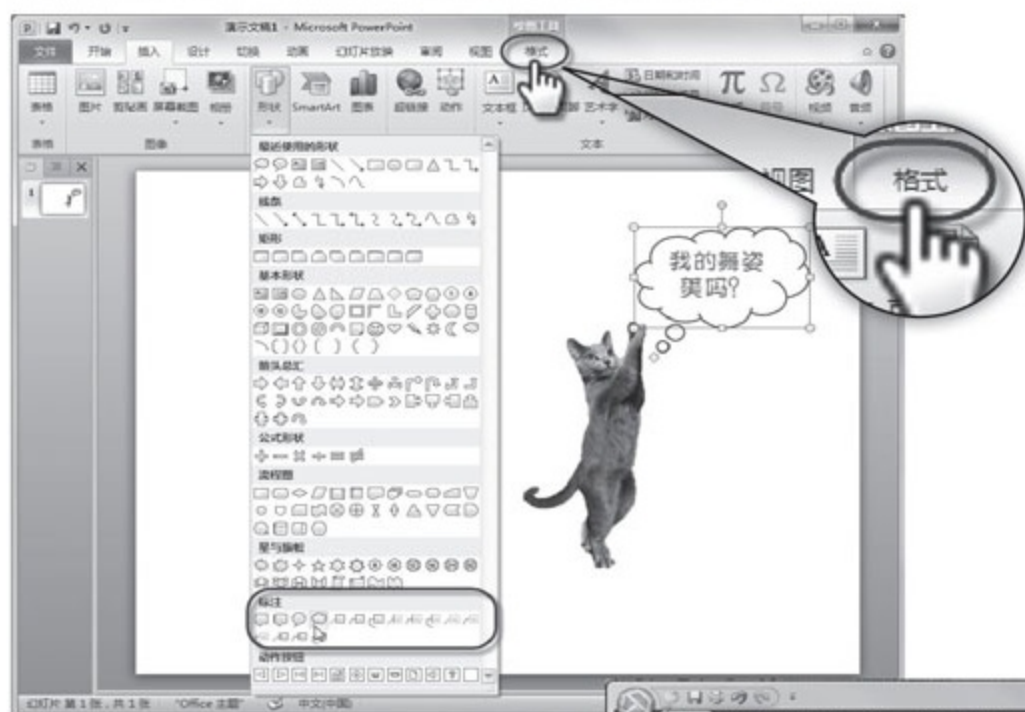 演示文稿1 - Microsoft PowerPoint
文件 开始 插入 设计 切换 动画 幻灯片放映 审阅 视图 格式
表格 图片 剪贴画 屏幕截图 相册 形状 SmartArt 图表 超链接 动作 文本框 艺术字 日期和时间 视频 音频
表格 图像 文本
最近使用的形状
线条
矩形
基本形状
箭头总汇
公式形状
流程图
星与旗帜
标注
动作按钮
1
视图 格式
我的舞姿
美吗?
幻灯片 第1张,共1张 "Office 主题" 中文(中国)